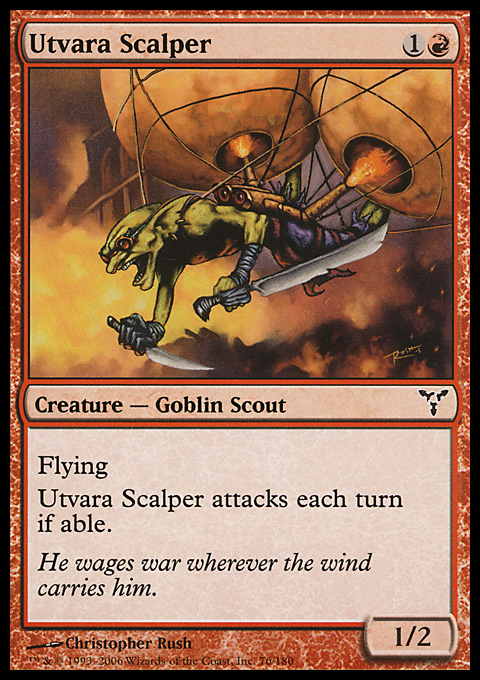 Utvara Scalper 1
RUSH
Creature — Goblin Scout
Flying
Utvara Scalper attacks each turn
if able.
He wages war wherever the wind
carries him.
1/2
Christopher Rush
™ & © 1993-2006 Wizards of the Coast, Inc. 76/180